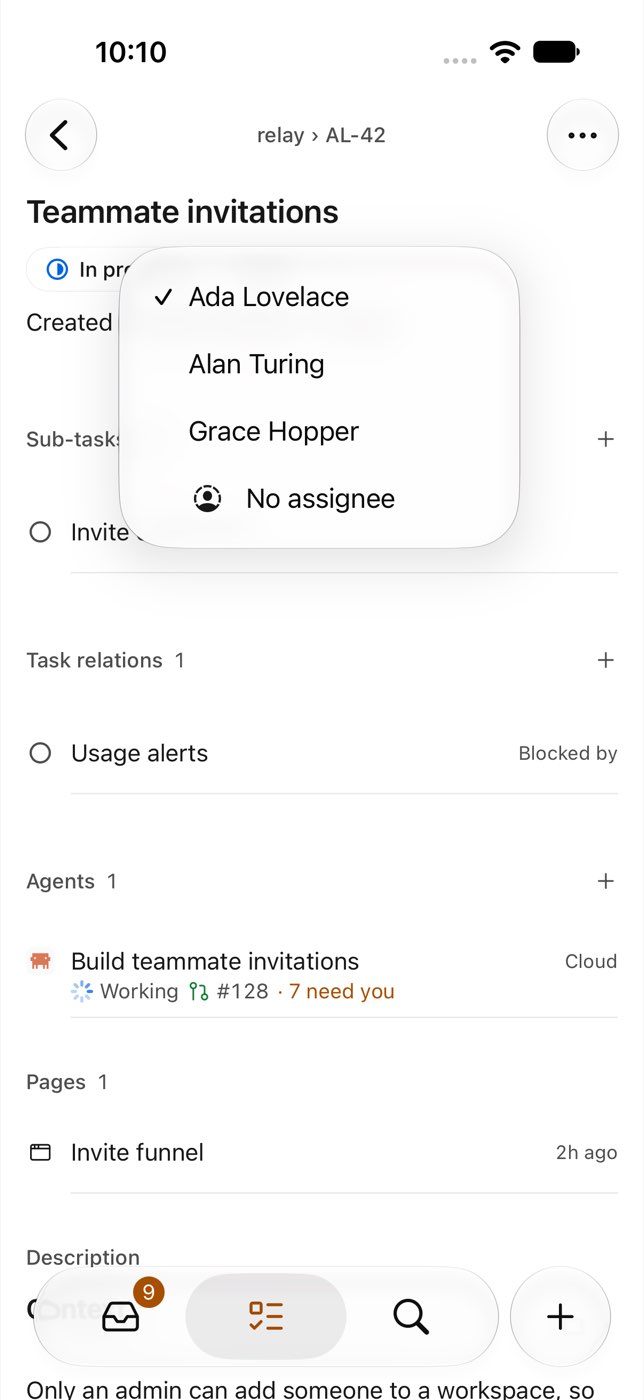 10:10
relay › AL-42
Teammate invitations
In pro
Ada Lovelace
Created
Alan Turing
Grace Hopper
Sub-tasks
No assignee
Invite
Task relations 1
Usage alerts Blocked by
Agents 1
Build teammate invitations Cloud
Working #128 · 7 need you
Pages 1
Invite funnel 2h ago
Description
9
Only an admin can add someone to a workspace, so